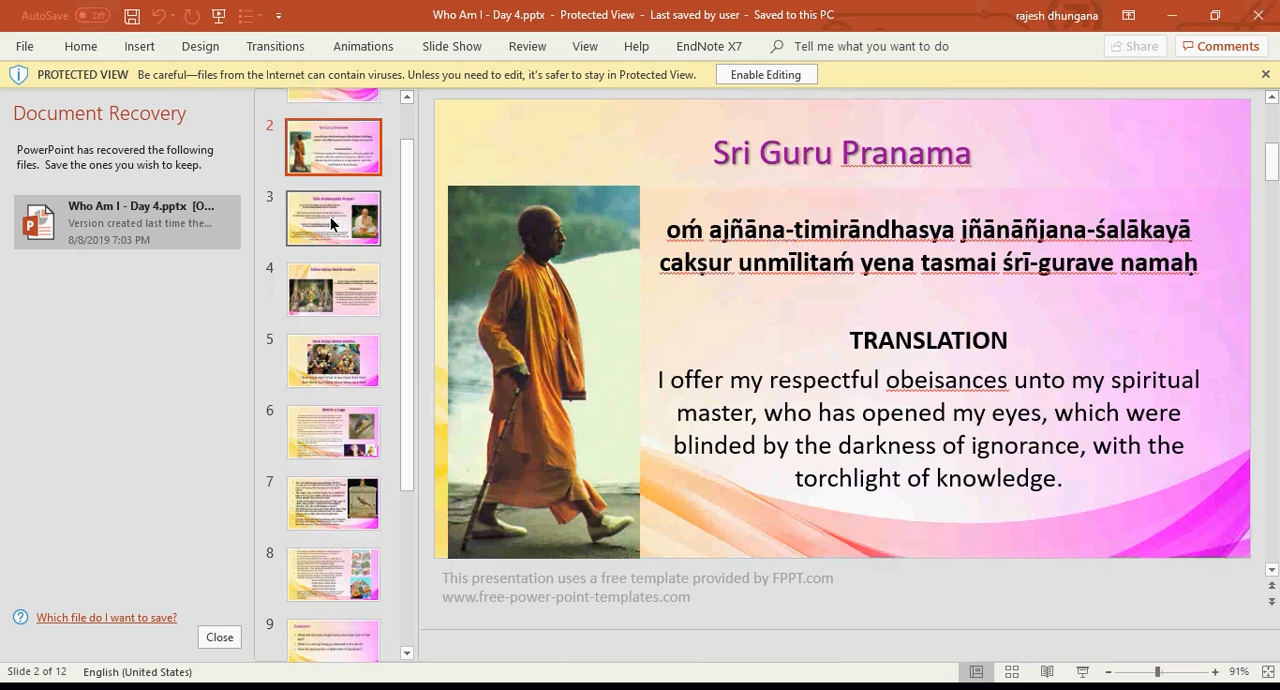 AutoSave Off
Who Am I - Day 4.pptx - Protected View - Last saved by user - Saved to this PC
rajesh dhungana
File Home Insert Design Transitions Animations Slide Show Review View Help EndNote X7 Tell me what you want to do Share Comments
PROTECTED VIEW Be careful—files from the Internet can contain viruses. Unless you need to edit, it's safer to stay in Protected View. Enable Editing
Document Recovery
PowerPoint has recovered the following
files. Save the ones you wish to keep.
Who Am I - Day 4.pptx [O...
Version created last time the...
8/8/2019 7:03 PM
Which file do I want to save?
Close
2
3
4
5
6
7
8
9
Sri Guru Pranama
oṁ ajñāna-timirāndhasya jñānāñjana-śalākayā
cakṣur unmīlitaṁ yena tasmai śrī-gurave namaḥ
TRANSLATION
I offer my respectful obeisances unto my spiritual
master, who has opened my eyes, which were
blinded by the darkness of ignorance, with the
torchlight of knowledge.
This presentation uses a free template provided by FPPT.com
www.free-power-point-templates.com
Slide 2 of 12 English (United States) 91%